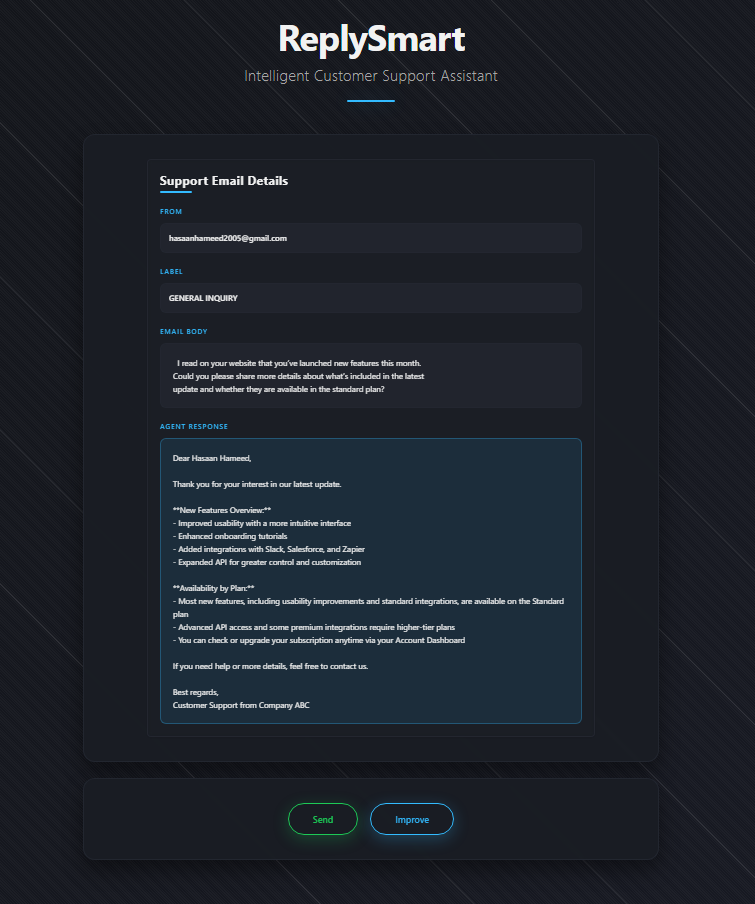 ReplySmart
Intelligent Customer Support Assistant
Support Email Details
FROM
hasaanhameed2005@gmail.com
LABEL
GENERAL INQUIRY
EMAIL BODY
I read on your website that you've launched new features this month.
Could you please share more details about what's included in the latest
update and whether they are available in the standard plan?
AGENT RESPONSE
Dear Hasaan Hameed,
Thank you for your interest in our latest update.
**New Features Overview:**
- Improved usability with a more intuitive interface
- Enhanced onboarding tutorials
- Added integrations with Slack, Salesforce, and Zapier
- Expanded API for greater control and customization
**Availability by Plan:**
- Most new features, including usability improvements and standard integrations, are available on the Standard
plan
- Advanced API access and some premium integrations require higher-tier plans
- You can check or upgrade your subscription anytime via your Account Dashboard
If you need help or more details, feel free to contact us.
Best regards,
Customer Support from Company ABC
Send
Improve